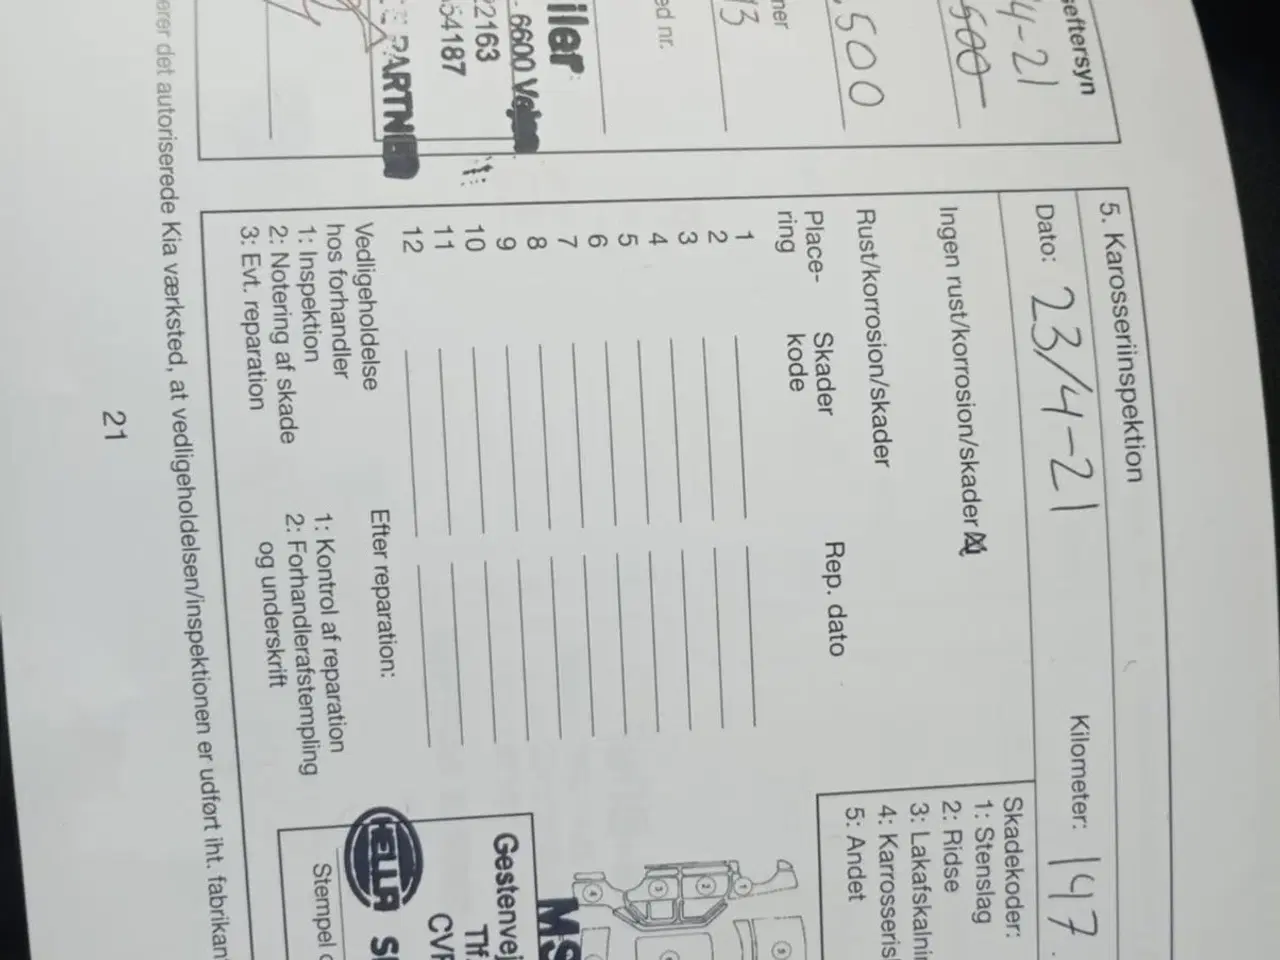 seftersyn
4-21
500
.500
ner
13
ed nr.
iler
6600 Vejen
22163
54187
PARTNER
5. Karosseriinspektion
Dato: 23/4-21 Kilometer: 147.
Ingen rust/korrosion/skader
Rust/korrosion/skader
Place-
ring
Skader
kode
Rep. dato
1
2
3
4
5
6
7
8
9
10
11
12
Vedligeholdelse
hos forhandler
1: Inspektion
2: Notering af skade
3: Evt. reparation
Efter reparation:
1: Kontrol af reparation
2: Forhandlerafstempling
og underskrift
Skadekoder:
1: Stenslag
2: Ridse
3: Lakafskalni
4: Karrosseris
5: Andet
MS
Gestenvej
Tlf.
CVR
HELLA
Stempel o
erer det autoriserede Kia værksted, at vedligeholdelsen/inspektionen er udført iht. fabrikan
21